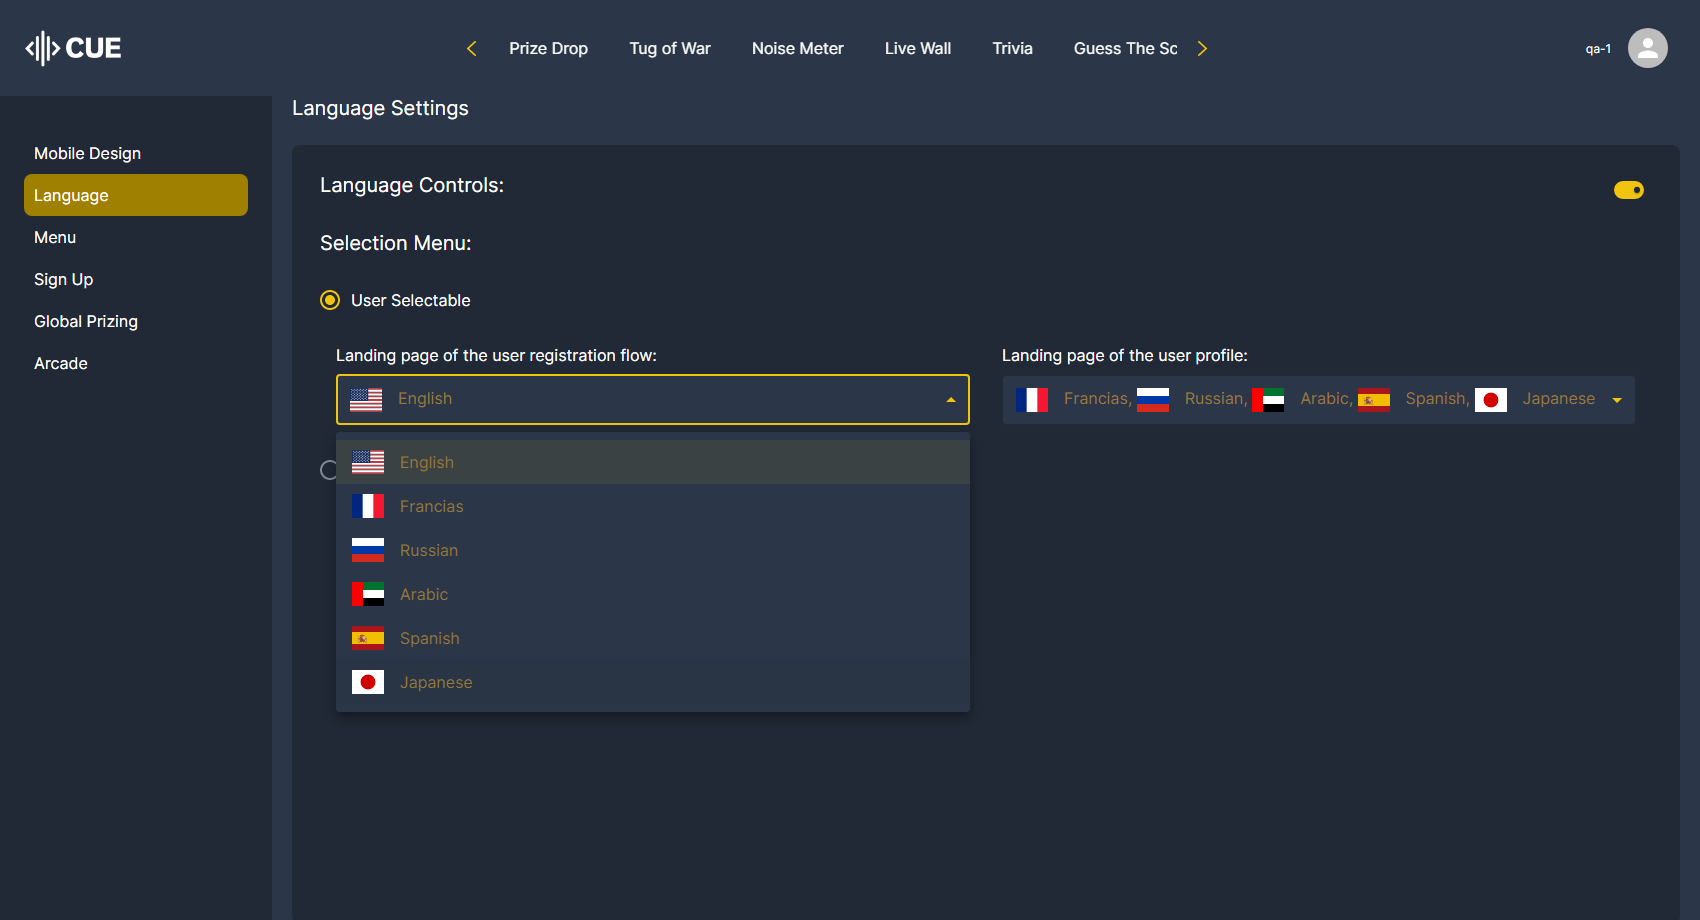 CUE
Prize Drop
Tug of War
Noise Meter
Live Wall
Trivia
Guess The Sc
qa-1
Mobile Design
Language
Menu
Sign Up
Global Prizing
Arcade
Language Settings
Language Controls:
Selection Menu:
User Selectable
Landing page of the user registration flow:
English
English
Francias
Russian
Arabic
Spanish
Japanese
Landing page of the user profile:
Francias, Russian, Arabic, Spanish, Japanese